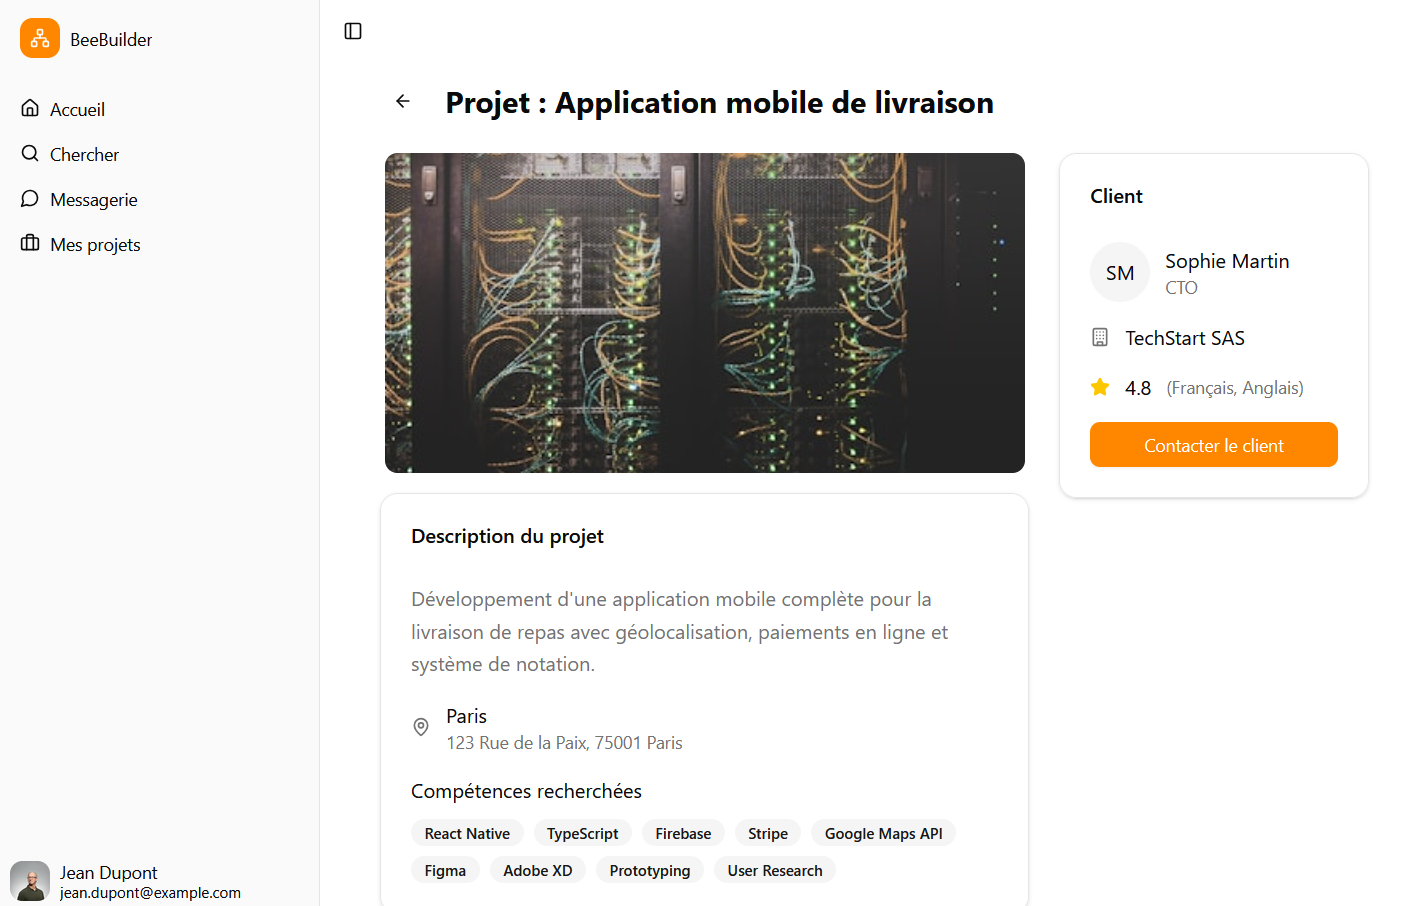 BeeBuilder
Accueil
Chercher
Messagerie
Mes projets
Jean Dupont
jean.dupont@example.com
Projet : Application mobile de livraison
Description du projet
Développement d'une application mobile complète pour la
livraison de repas avec géolocalisation, paiements en ligne et
système de notation.
Paris
123 Rue de la Paix, 75001 Paris
Compétences recherchées
React Native TypeScript Firebase Stripe Google Maps API
Figma Adobe XD Prototyping User Research
Client
SM
Sophie Martin
CTO
TechStart SAS
4.8 (Français, Anglais)
Contacter le client